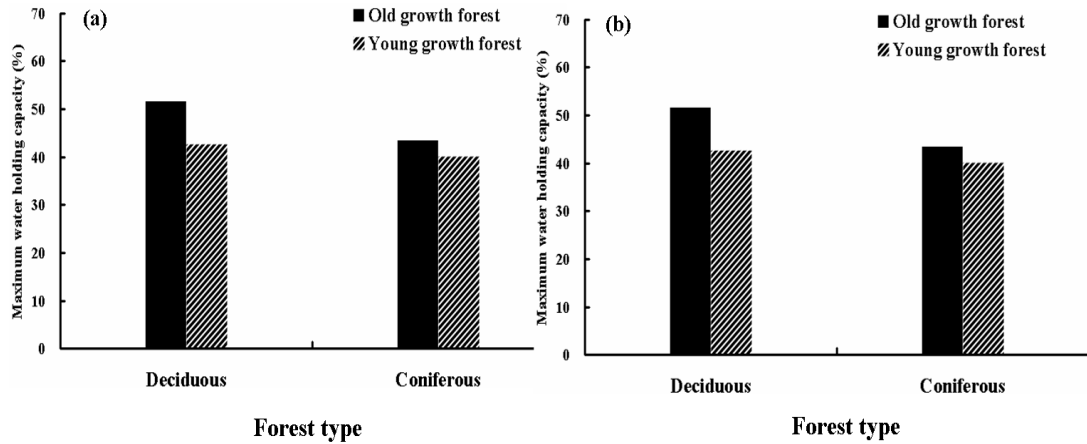 (a)
Old growth forest
Young growth forest
Maximum water holding capacity (%)
70
60
50
40
30
20
10
0
Deciduous
Coniferous
Forest type
(b)
Old growth forest
Young growth forest
Maximum water holding capacity (%)
70
60
50
40
30
20
10
0
Deciduous
Coniferous
Forest type